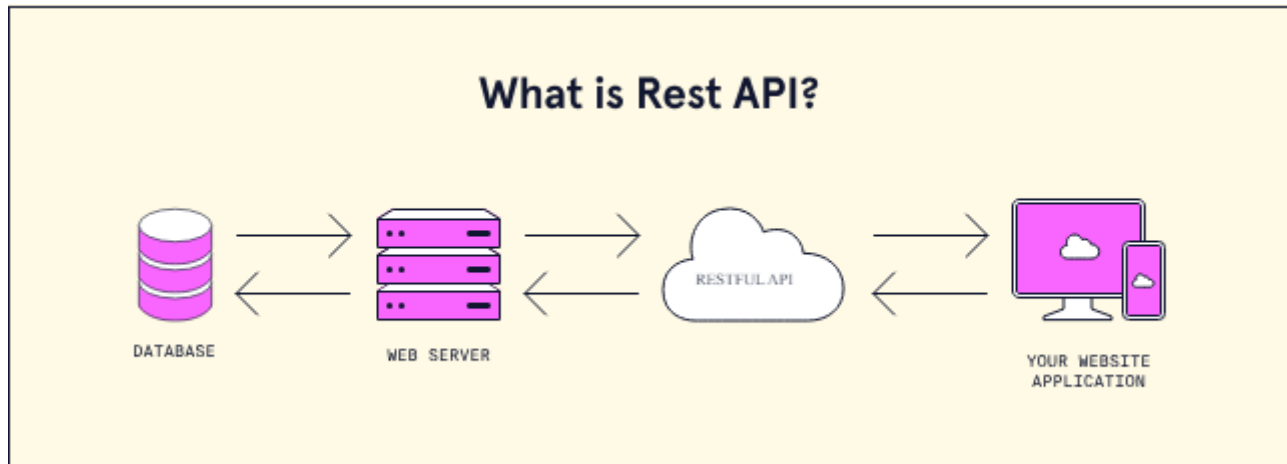 What is Rest API?
RESTFUL API
DATABASE
WEB SERVER
YOUR WEBSITE
APPLICATION